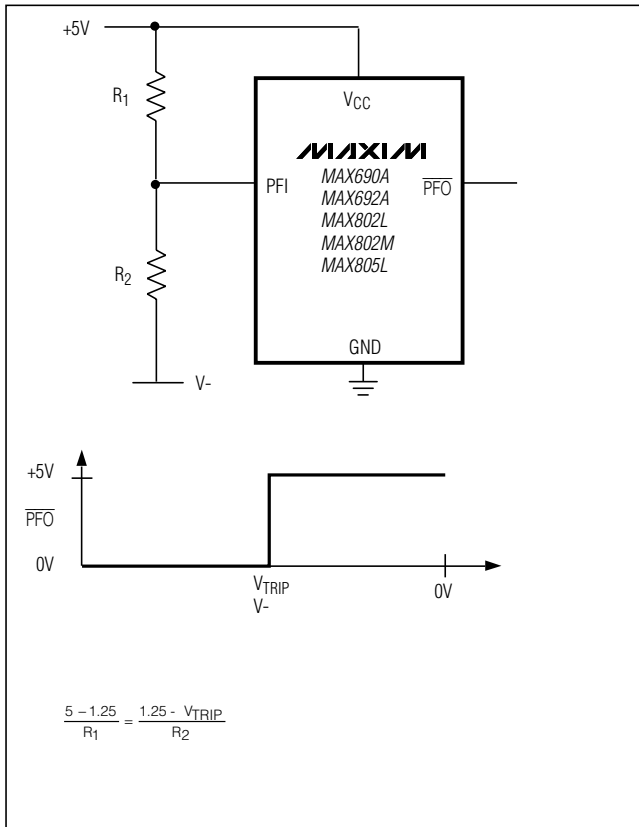 +5V
R1
VCC
MAXIM
PFI
MAX690A
MAX692A
MAX802L
MAX802M
MAX805L
PFO
R2
GND
V-
+5V
PFO
0V
VTRIP
V-
0V
5 – 1.25 / R1 = 1.25 - VTRIP / R2